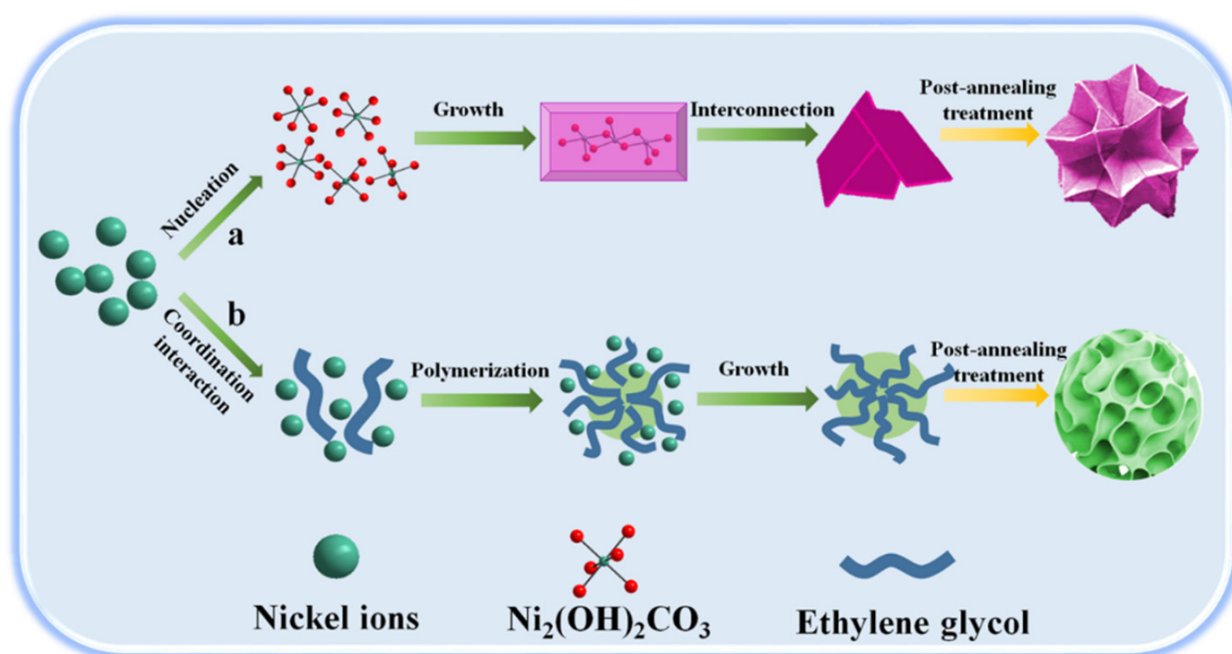 Nucleation
a
Growth
Interconnection
Post-annealing
treatment
b
Coordination
interaction
Polymerization
Growth
Post-annealing
treatment
Nickel ions
Ni₂(OH)₂CO₃
Ethylene glycol